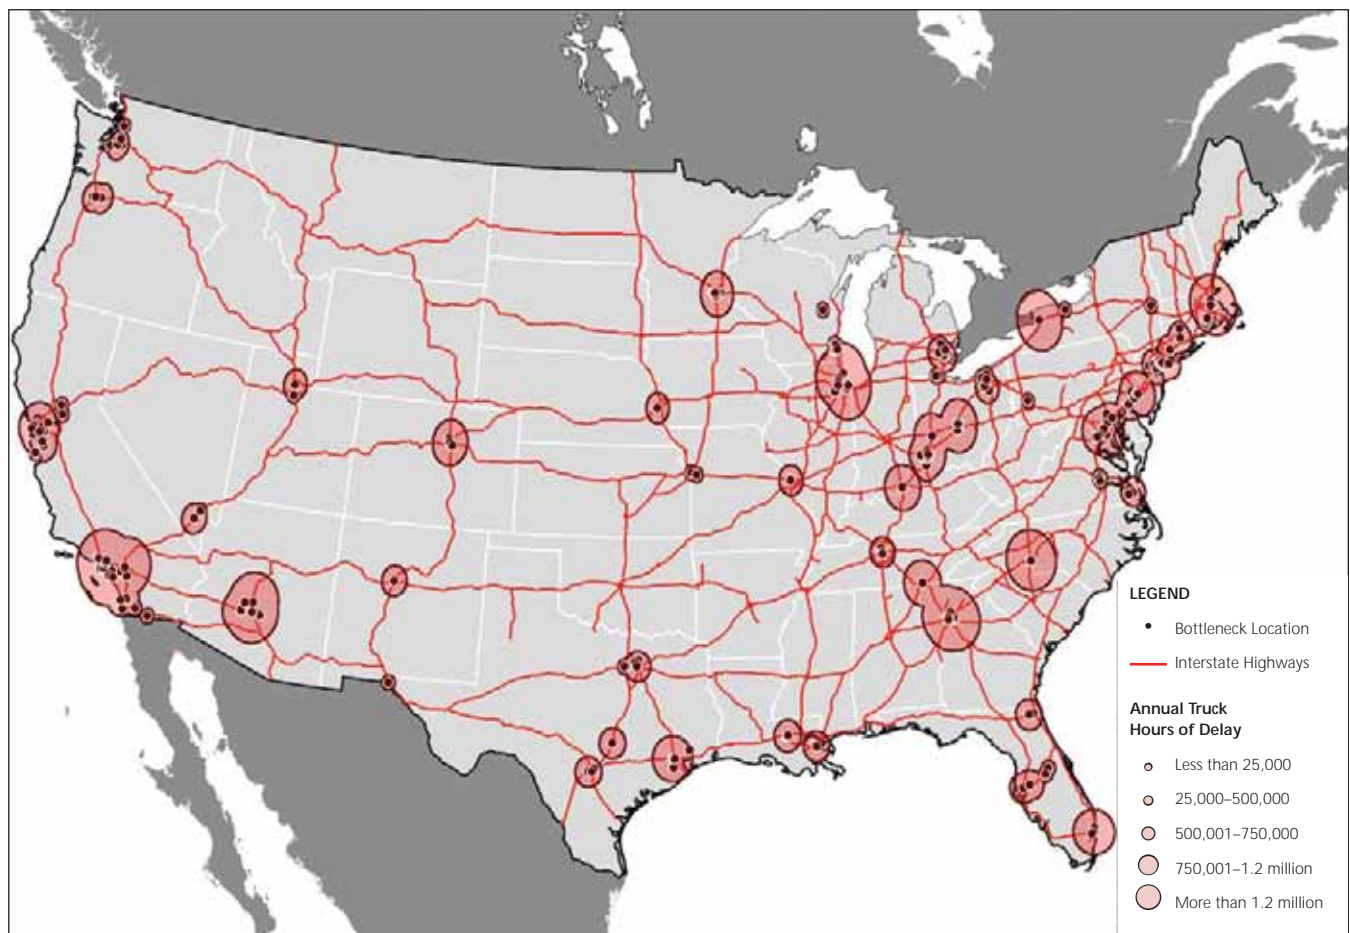 LEGEND
Bottleneck Location
Interstate Highways
Annual Truck
Hours of Delay
Less than 25,000
25,000–500,000
500,001–750,000
750,001–1.2 million
More than 1.2 million